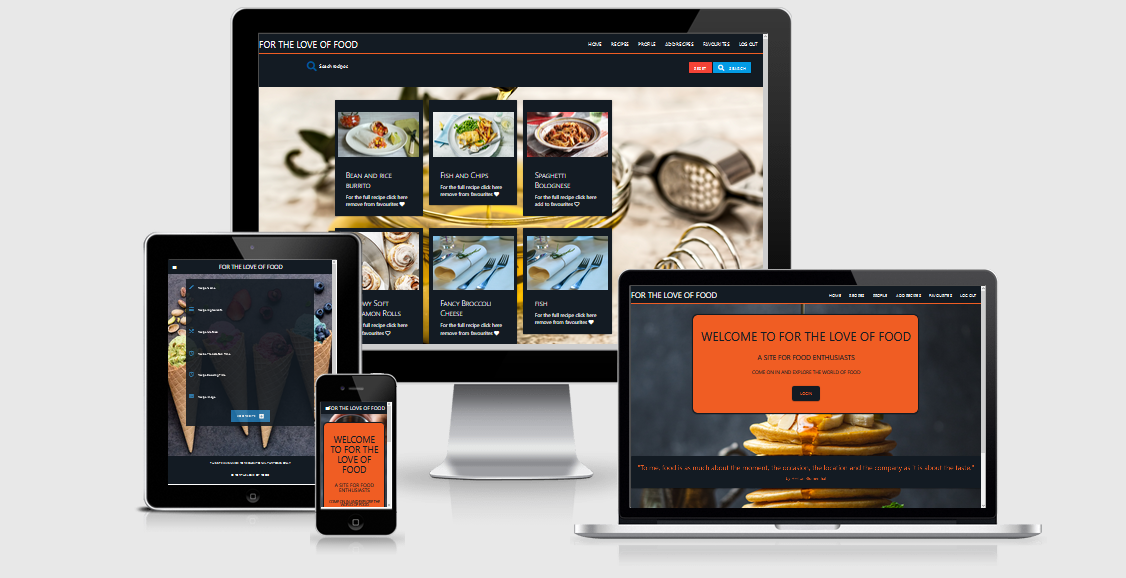 FOR THE LOVE OF FOOD
HOME RECIPES PROFILE ADD RECIPES FAVOURITES LOG OUT
Search recipes
RESET SEARCH
BEAN AND RICE
BURRITO
For the full recipe click here
remove from favourites
FISH AND CHIPS
For the full recipe click here
remove from favourites
SPAGHETTI
BOLOGNESE
For the full recipe click here
add to favourites
WY SOFT
AMON ROLLS
full recipe click here
favourites
FANCY BROCCOLI
CHEESE
For the full recipe click here
remove from favourites
FISH
For the full recipe click here
remove from favourites
FOR THE LOVE OF FOOD
FOR THE LOVE OF FOOD
WELCOME
TO FOR THE
LOVE OF
FOOD
A SITE FOR FOOD
ENTHUSIASTS
COME ON IN AND EXPLORE THE
WORLD OF FOOD
FOR THE LOVE OF FOOD
HOME RECIPES PROFILE ADD RECIPES FAVOURITES LOG OUT
WELCOME TO FOR THE LOVE OF FOOD
A SITE FOR FOOD ENTHUSIASTS
COME ON IN AND EXPLORE THE WORLD OF FOOD
LOGIN
"To me, food is as much about the moment, the occasion, the location and the company as it is about the taste."